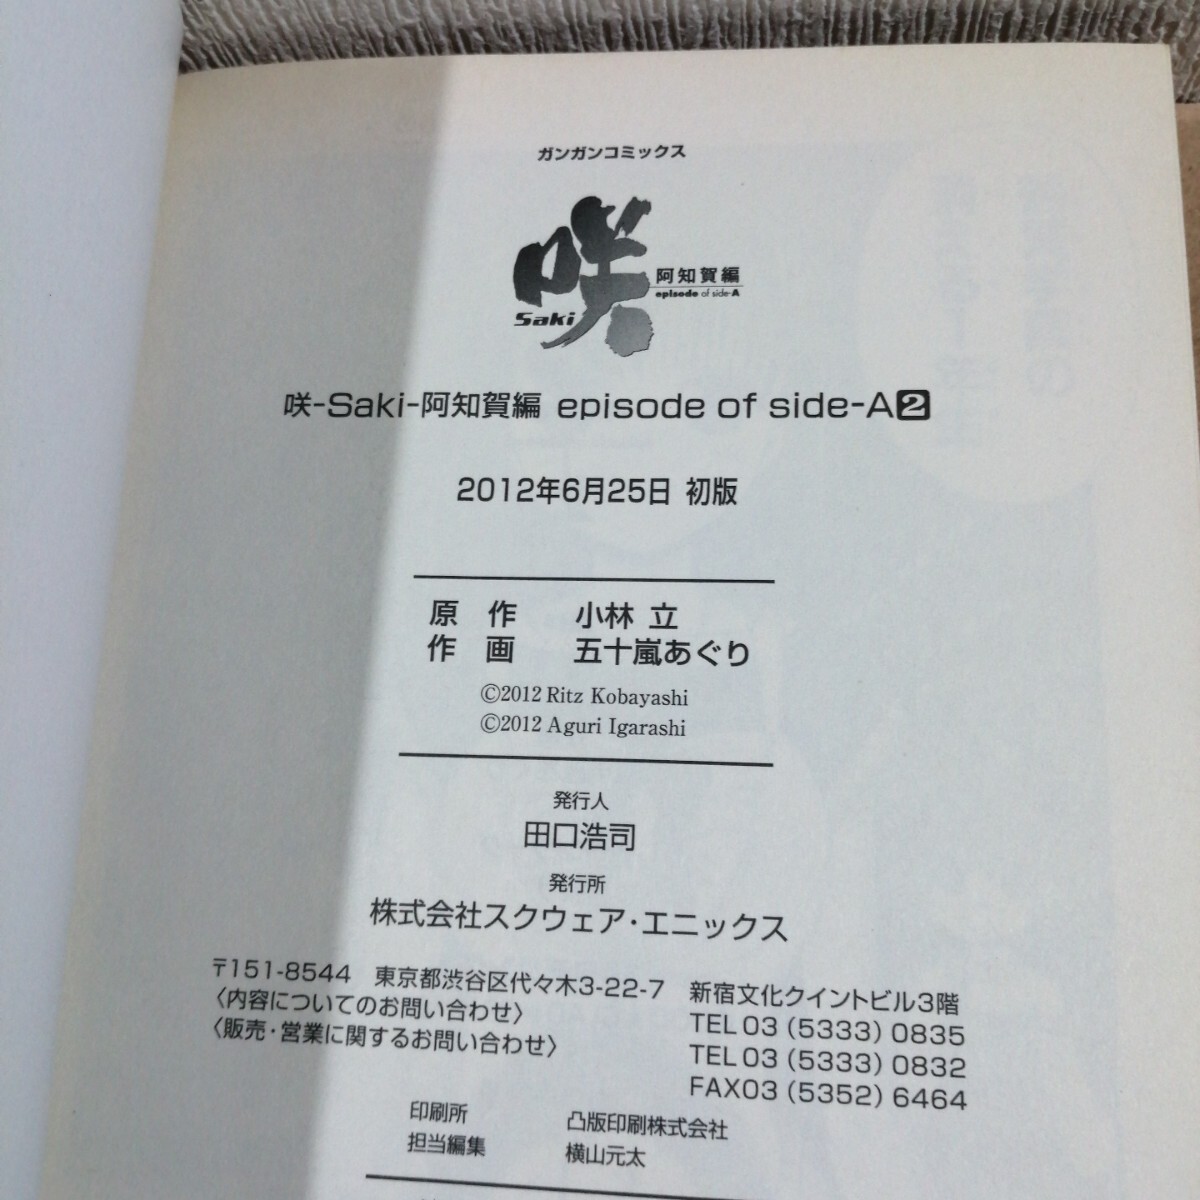 ガンガンコミックス
咲
Saki
阿知賀編
episode of side-A
咲-Saki-阿知賀編 episode of side-A2
2012年6月25日 初版
原 作 小林 立
作 画 五十嵐あぐり
©2012 Ritz Kobayashi
©2012 Aguri Igarashi
発行人
田口浩司
発行所
株式会社スクウェア・エニックス
〒151-8544 東京都渋谷区代々木3-22-7 新宿文化クイントビル3階
〈内容についてのお問い合わせ〉 TEL 03 (5333) 0835
〈販売・営業に関するお問い合わせ〉 TEL 03 (5333) 0832
FAX03 (5352) 6464
印刷所 凸版印刷株式会社
担当編集 横山元太